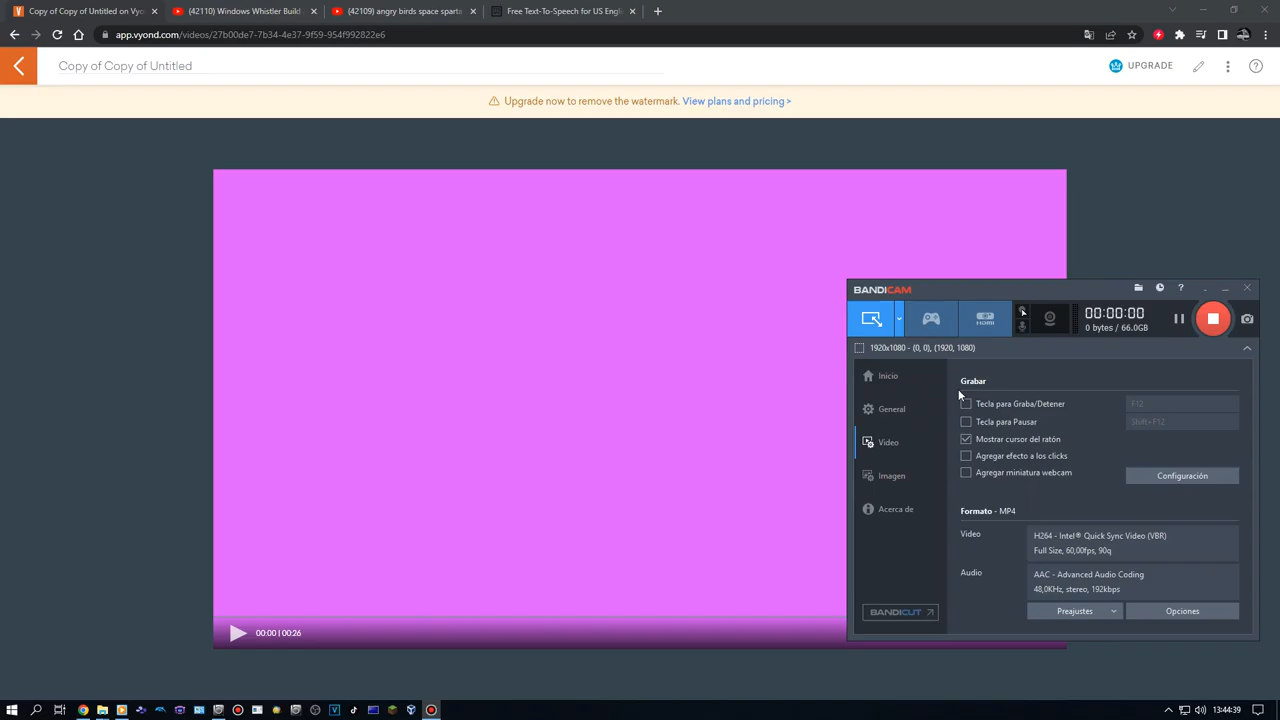 Copy of Copy of Untitled on Vyon
(42110) Windows Whistler Build
(42109) angry birds space sparta
Free Text-To-Speech for US Engl
app.vyond.com/videos/27b00de7-7b34-4e37-9f59-954f992822e6
Copy of Copy of Untitled
UPGRADE
Upgrade now to remove the watermark. View plans and pricing >
BANDICAM
HDMI
00:00:00
0 bytes / 66.0GB
1920x1080 - (0, 0), (1920, 1080)
Inicio
General
Video
Imagen
Acerca de
BANDICUT
Grabar
Tecla para Graba/Detener
F12
Tecla para Pausar
Shift+F12
Mostrar cursor del ratón
Agregar efecto a los clicks
Agregar miniatura webcam
Configuración
Formato - MP4
Video
H264 - Intel® Quick Sync Video (VBR)
Full Size, 60,00fps, 90q
Audio
AAC - Advanced Audio Coding
48,0KHz, stereo, 192kbps
Preajustes
Opciones
00:00 | 00:26
13:44:39